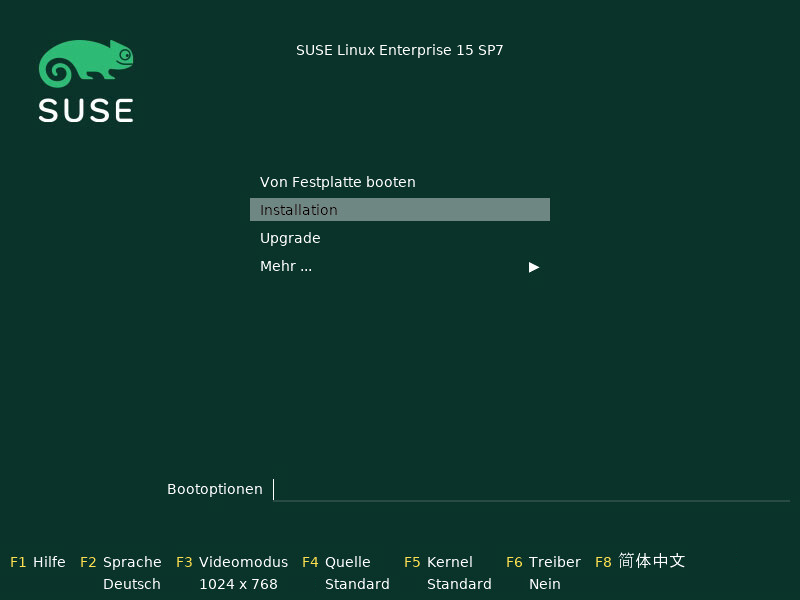 SUSE Linux Enterprise 15 SP7
SUSE
Von Festplatte booten
Installation
Upgrade
Mehr ...
Bootoptionen
F1 Hilfe F2 Sprache F3 Videomodus F4 Quelle F5 Kernel F6 Treiber F8 简体中文
Deutsch 1024 x 768 Standard Standard Nein